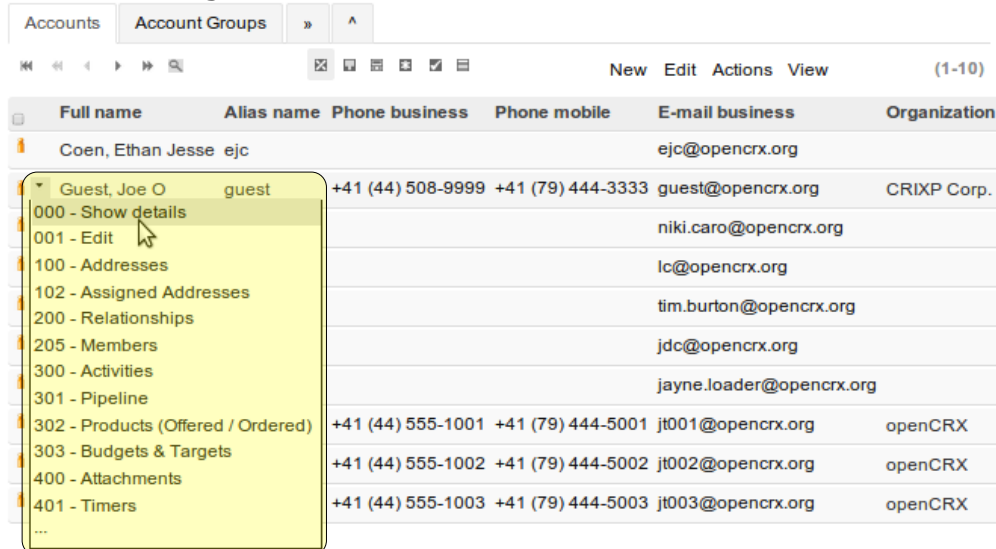 Accounts Account Groups » ^
New Edit Actions View (1-10)
Full name Alias name Phone business Phone mobile E-mail business Organization
Coen, Ethan Jesse ejc ejc@opencrx.org
Guest, Joe O guest +41 (44) 508-9999 +41 (79) 444-3333 guest@opencrx.org CRIXP Corp.
000 - Show details
niki.caro@opencrx.org
001 - Edit
100 - Addresses lc@opencrx.org
102 - Assigned Addresses
tim.burton@opencrx.org
200 - Relationships
205 - Members jdc@opencrx.org
300 - Activities
jayne.loader@opencrx.org
301 - Pipeline
302 - Products (Offered / Ordered) +41 (44) 555-1001 +41 (79) 444-5001 jt001@opencrx.org openCRX
303 - Budgets & Targets
+41 (44) 555-1002 +41 (79) 444-5002 jt002@opencrx.org openCRX
400 - Attachments
401 - Timers +41 (44) 555-1003 +41 (79) 444-5003 jt003@opencrx.org openCRX
...